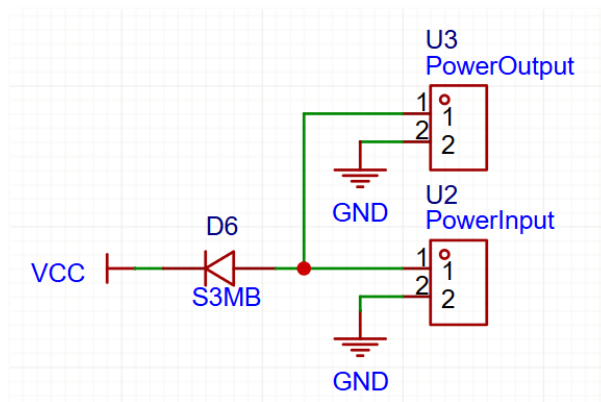 U3
PowerOutput
1
1
2
2
GND
U2
PowerInput
D6
VCC
S3MB
1
1
2
2
GND